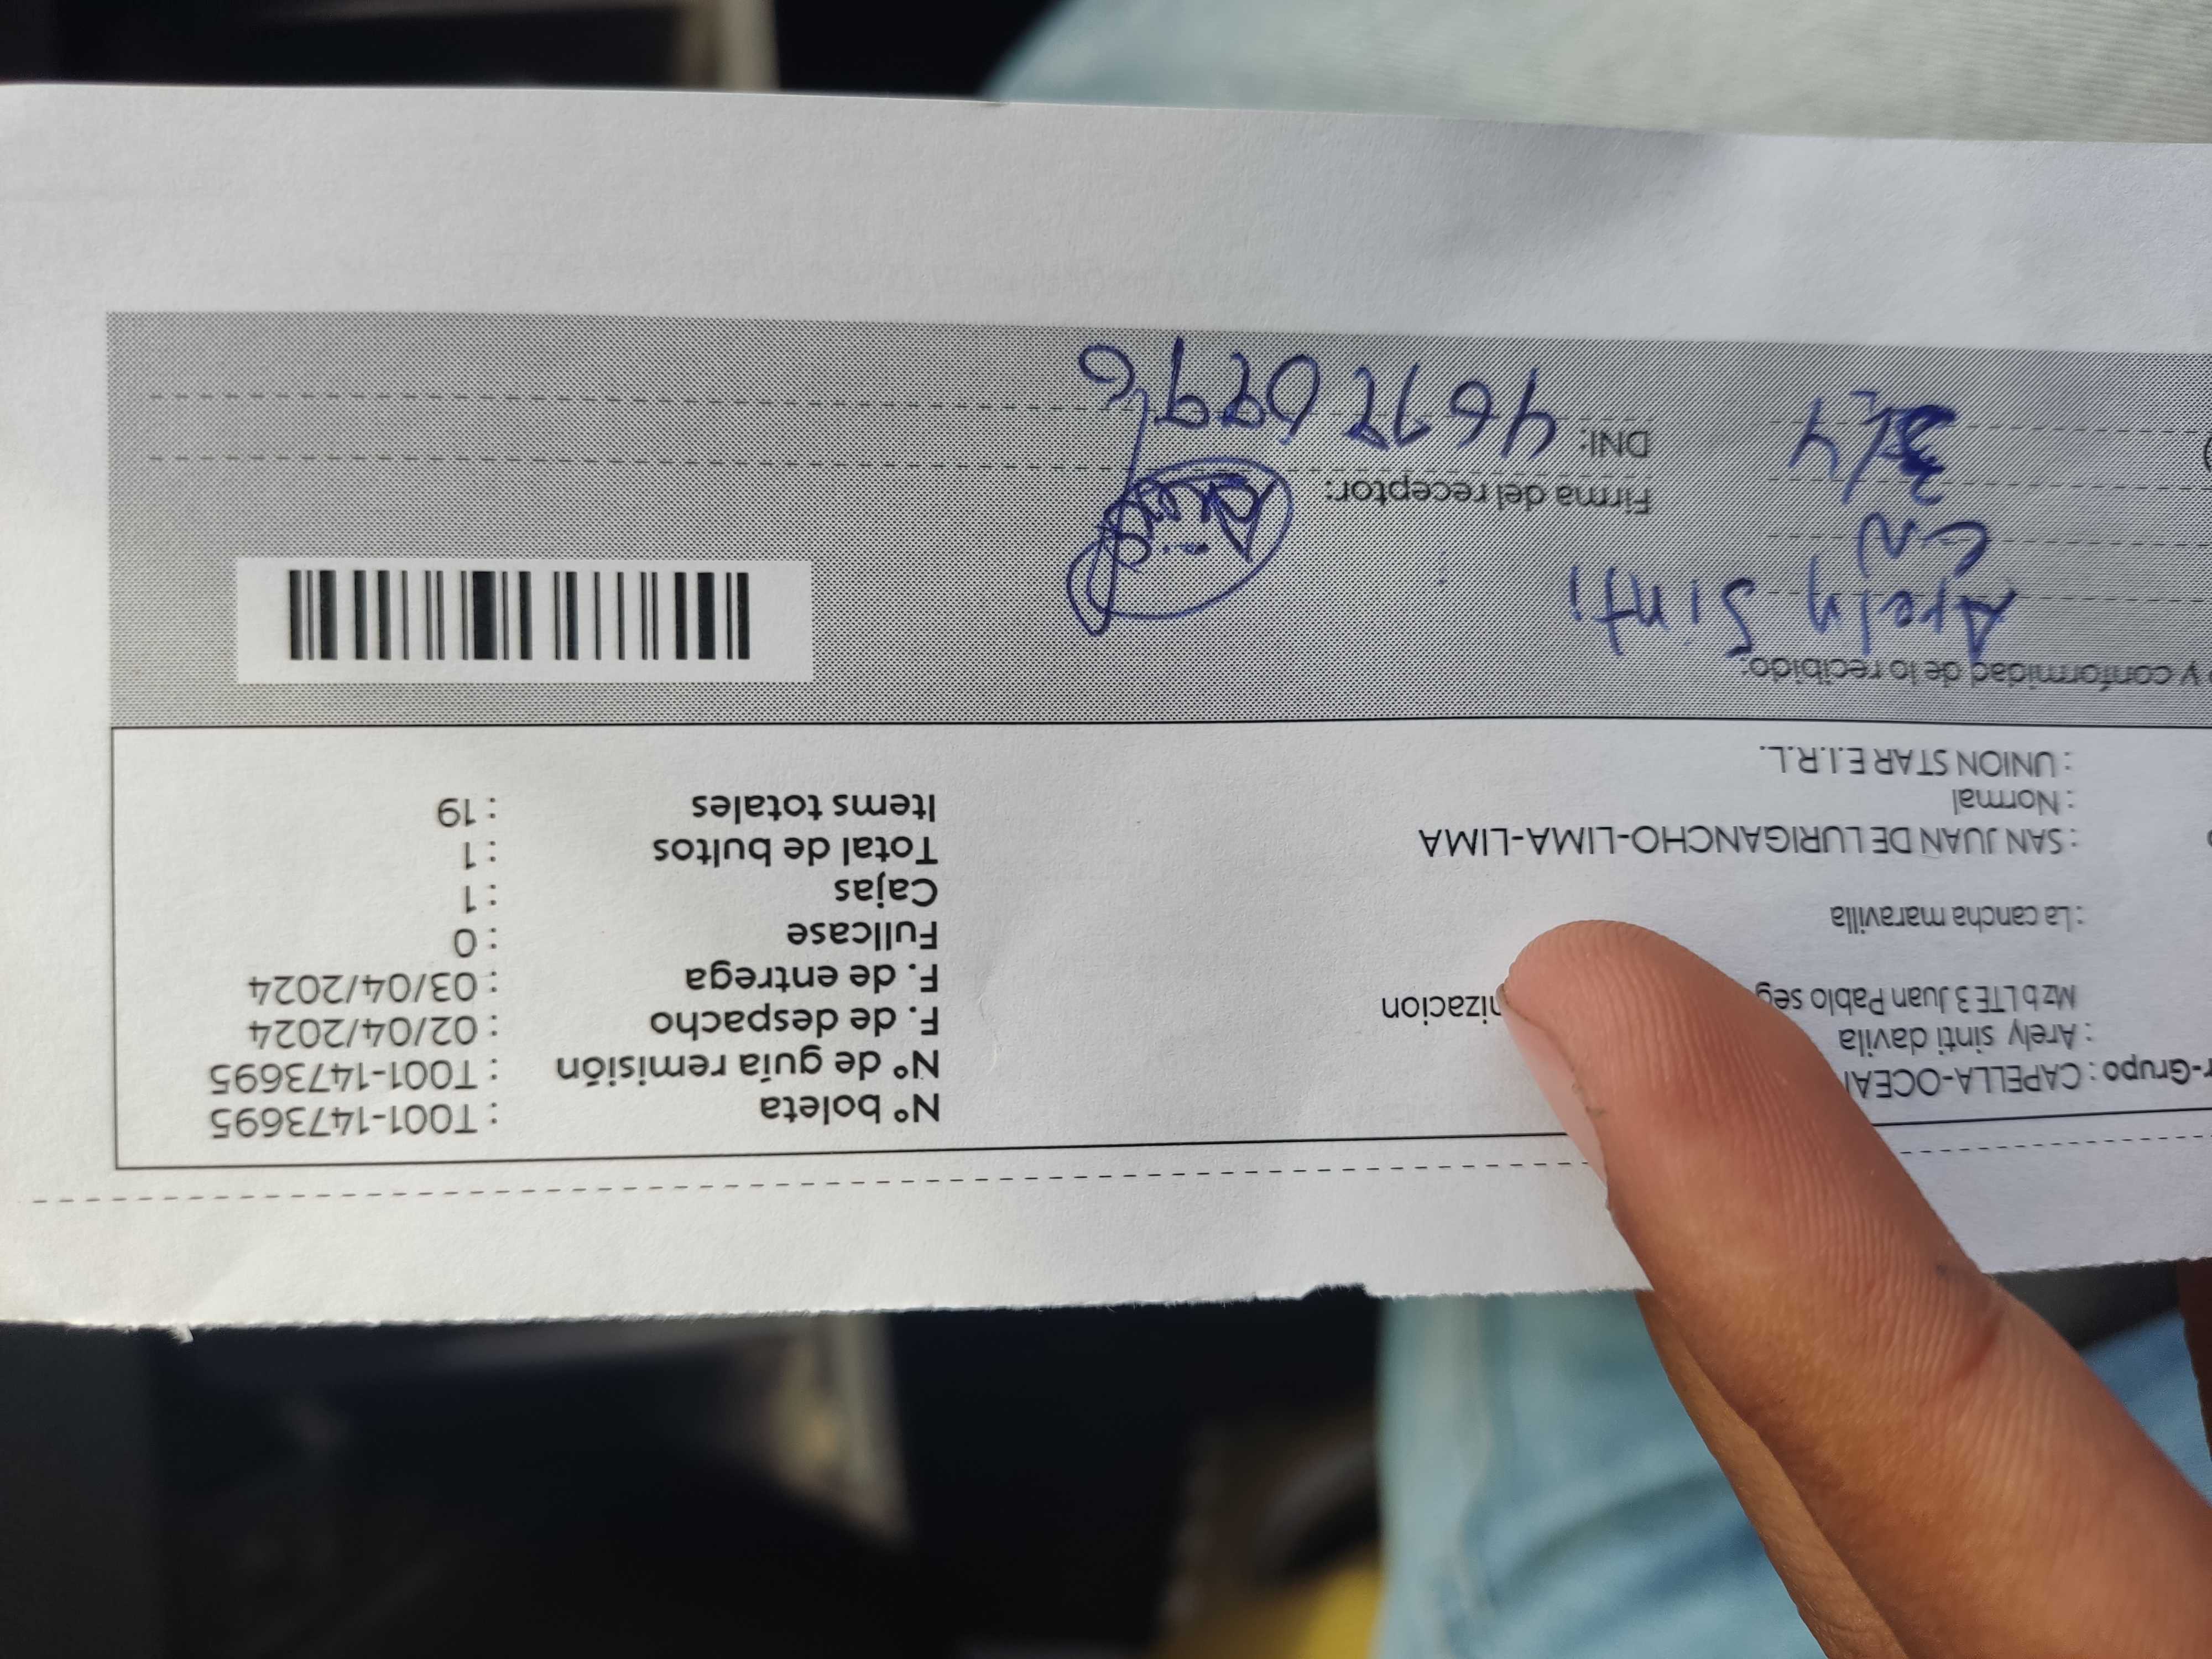 Nº boleta : T001-1473695
Nº de guía remisión : T001-1473695
F. de despacho : 02/04/2024
F. de entrega : 03/04/2024
Fullcase : 0
Cajas : 1
Total de bultos : 1
Items totales : 19
r-Grupo : CAPELLA-OCEA
: Arely sinti davila
Mz b LTE 3 Juan Pablo seg
izacion
: La cancha maravilla
: SAN JUAN DE LURIGANCHO-LIMA-LIMA
: Normal
: UNION STAR E.I.R.L.
y conformidad de lo recibido:
Arely Sinti
Firma del receptor:
DNI: